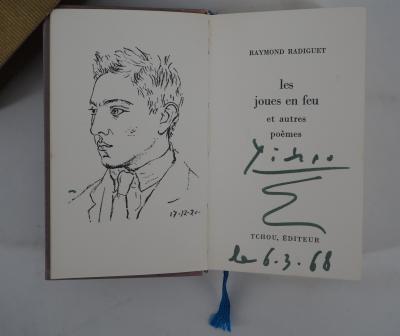 17-12-20-
RAYMOND RADIGUET
les
joues en feu
et autres
poèmes
Picasso
TCHOU, ÉDITEUR
le 6.3.68